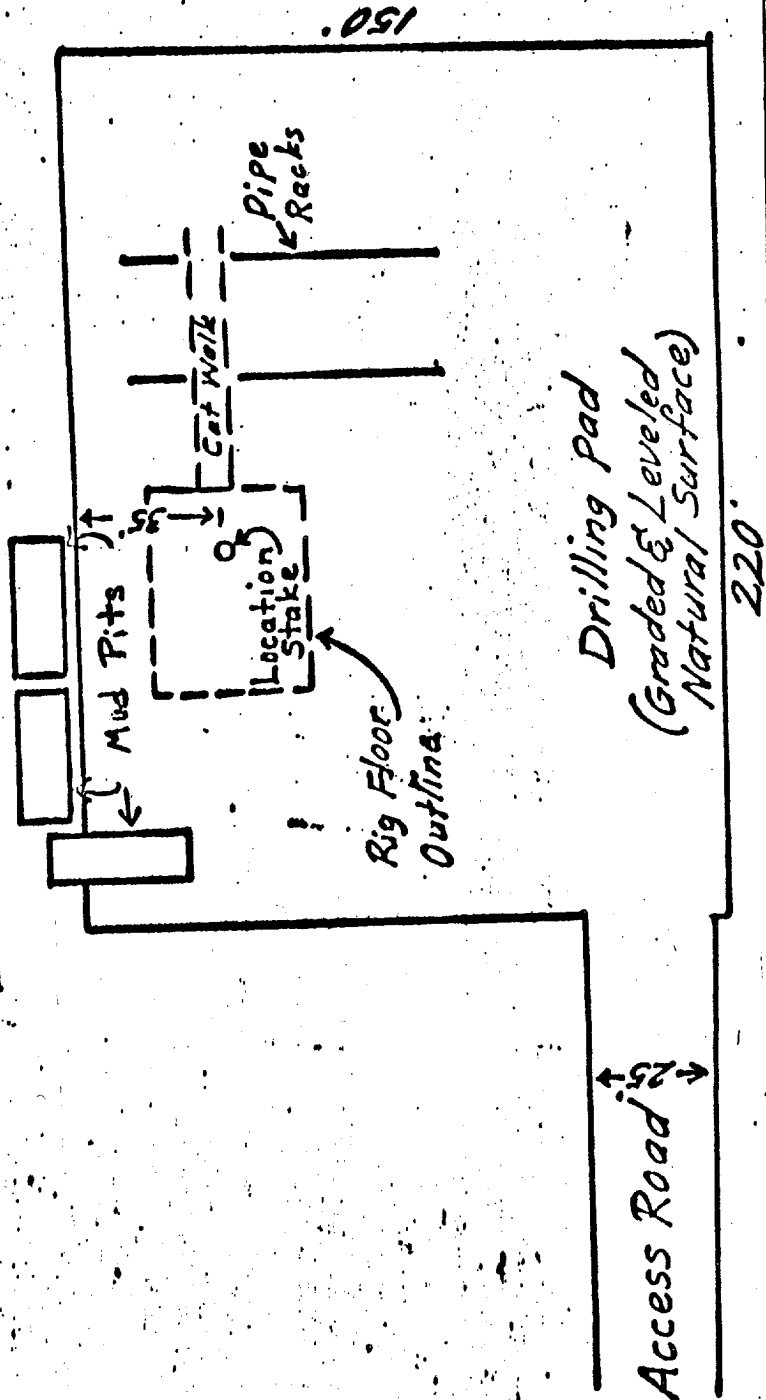 150'
Pipe
Racks
Cat Walk
35'
Mud Pits
Location
Stake
Rig Floor
Outline
Drilling Pad
(Graded & Leveled
Natural Surface)
220'
25'
Access Road